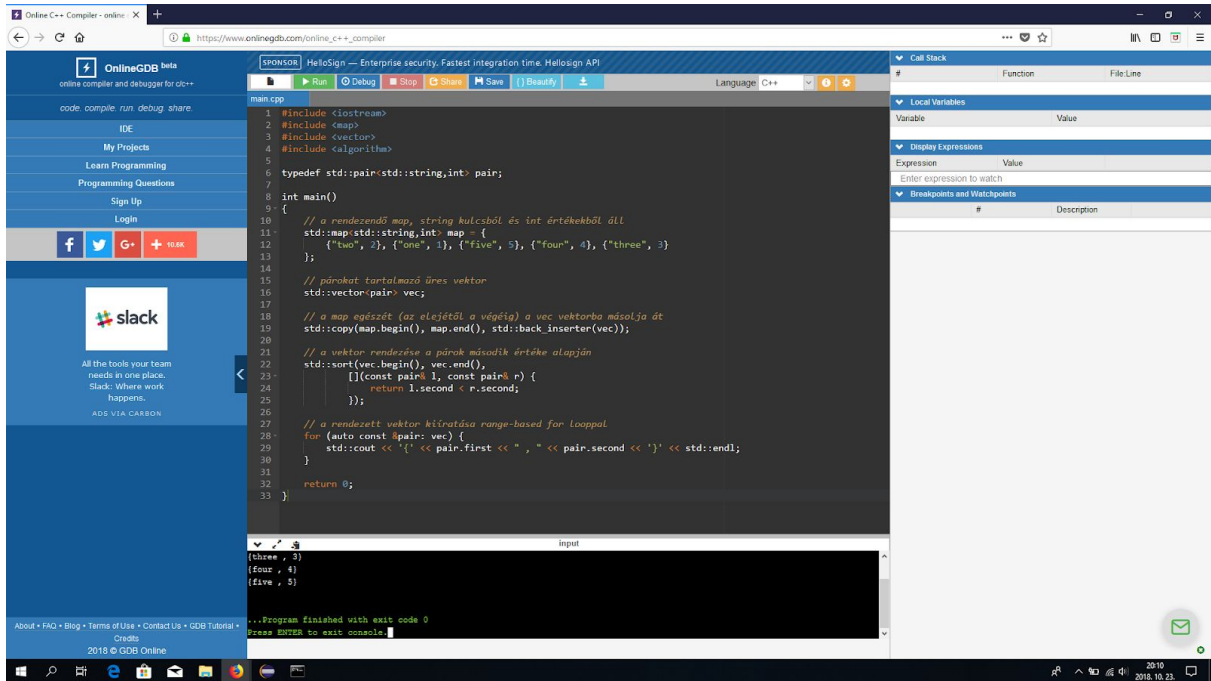 Online C++ Compiler - online
https://www.onlinegdb.com/online_c++_compiler
OnlineGDB beta
online compiler and debugger for c/c++
code. compile. run. debug. share.
IDE
My Projects
Learn Programming
Programming Questions
Sign Up
Login
f G+ + 10.6K
slack
All the tools your team
needs in one place.
Slack: Where work
happens.
ADS VIA CARBON
About • FAQ • Blog • Terms of Use • Contact Us • GDB Tutorial •
Credits
2018 © GDB Online
SPONSOR HelloSign — Enterprise security. Fastest integration time. Hellosign API
Run Debug Stop Share Save { } Beautify Language C++
main.cpp
1 #include <iostream>
2 #include <map>
3 #include <vector>
4 #include <algorithm>
5
6 typedef std::pair<std::string,int> pair;
7
8 int main()
9 {
10 // a rendezendő map, string kulcsból és int értékekből áll
11 std::map<std::string,int> map = {
12 {"two", 2}, {"one", 1}, {"five", 5}, {"four", 4}, {"three", 3}
13 };
14
15 // párokat tartalmazó üres vektor
16 std::vector<pair> vec;
17
18 // a map egészét (az elejétől a végéig) a vec vektorba másolja át
19 std::copy(map.begin(), map.end(), std::back_inserter(vec));
20
21 // a vektor rendezése a párok második értéke alapján
22 std::sort(vec.begin(), vec.end(),
23 [](const pair& l, const pair& r) {
24 return l.second < r.second;
25 });
26
27 // a rendezett vektor kiíratása range-based for looppal
28 for (auto const &pair: vec) {
29 std::cout << '{' << pair.first << " , " << pair.second << '}' << std::endl;
30 }
31
32 return 0;
33 }
input
{three , 3}
{four , 4}
{five , 5}
...Program finished with exit code 0
Press ENTER to exit console.
Call Stack
# Function File:Line
Local Variables
Variable Value
Display Expressions
Expression Value
Enter expression to watch
Breakpoints and Watchpoints
# Description
20:10
2018. 10. 23.